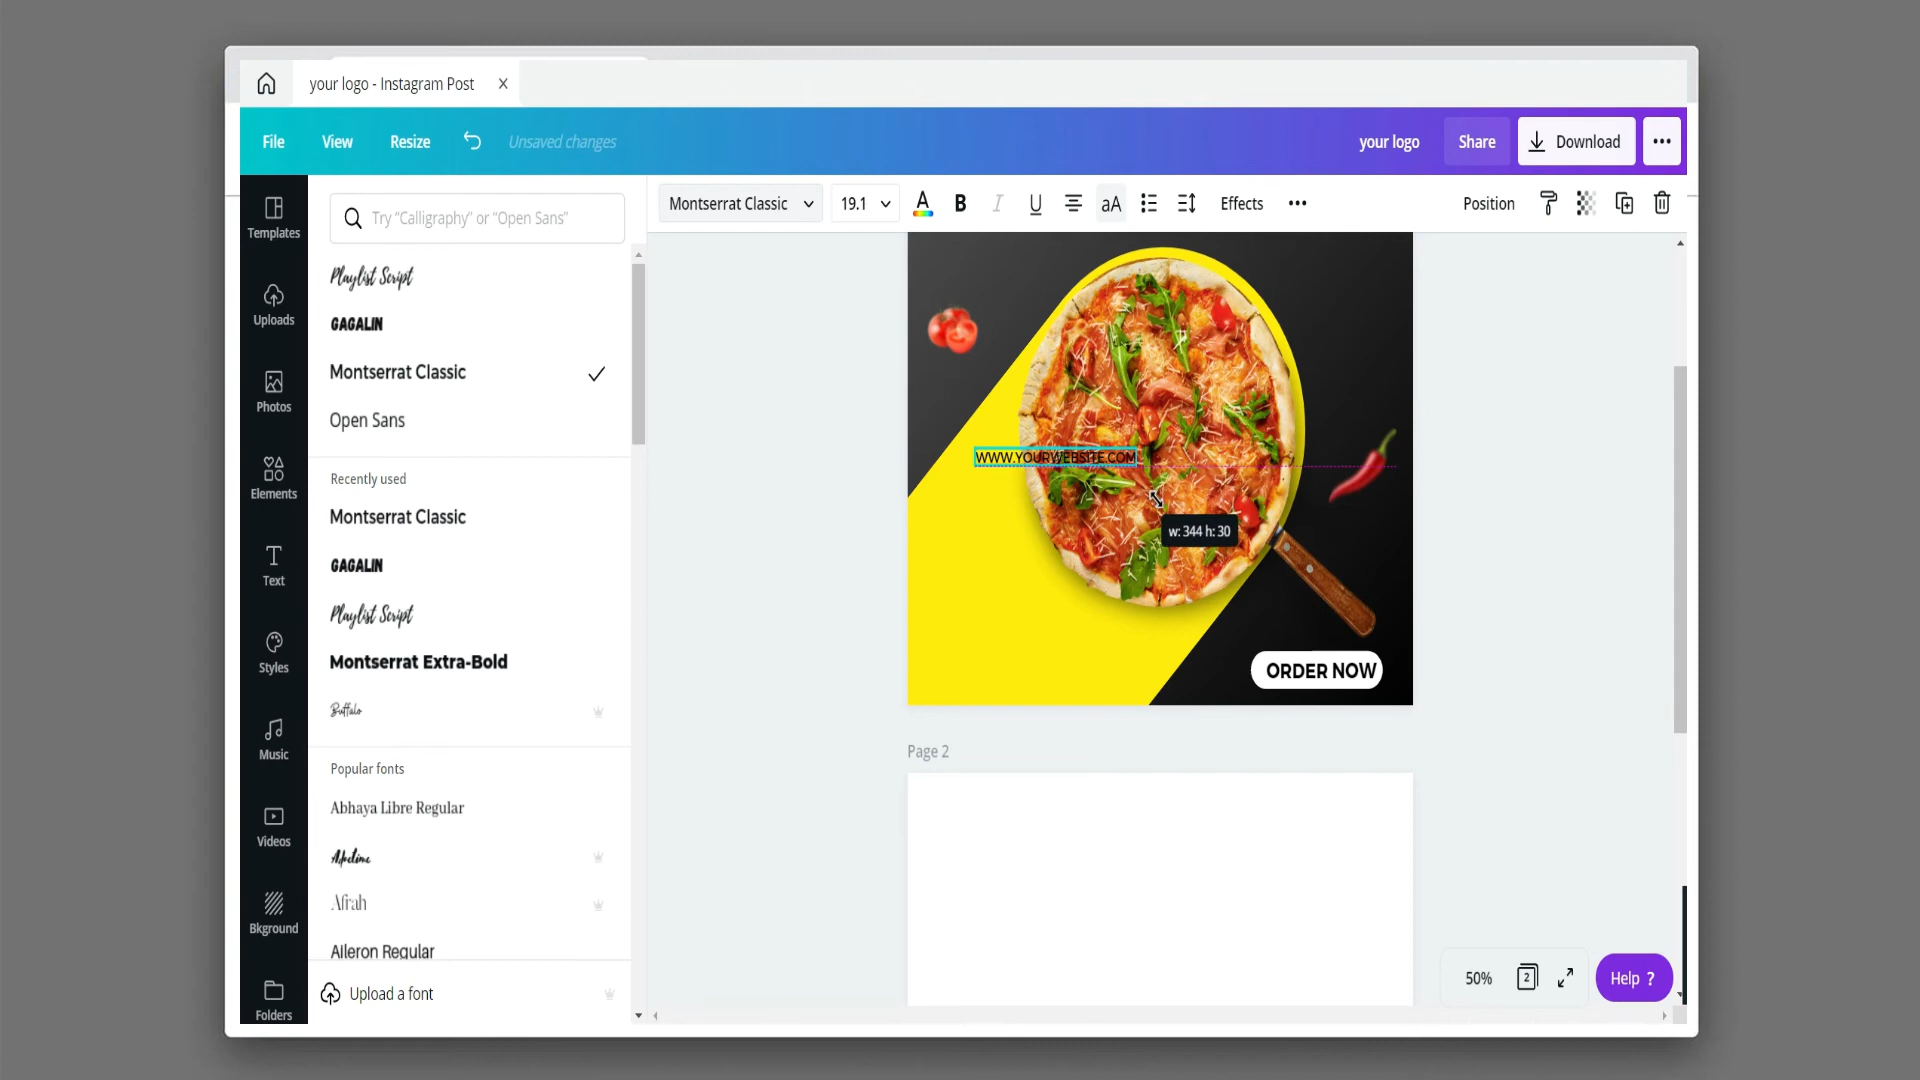 your logo - Instagram Post
File
View
Resize
Unsaved changes
your logo
Share
Download
Montserrat Classic
19.1
A
B
I
U
aA
Effects
Position
Templates
Uploads
Photos
Elements
Text
Styles
Music
Videos
Bkground
Folders
Try "Calligraphy" or "Open Sans"
Playlist Script
GAGALIN
Montserrat Classic
Open Sans
Recently used
Montserrat Classic
GAGALIN
Playlist Script
Montserrat Extra-Bold
Buffalo
Popular fonts
Abhaya Libre Regular
Afrah
Aileron Regular
Upload a font
WWW.YOURWEBSITE.COM
w: 344 h: 30
ORDER NOW
Page 2
50%
2
Help ?